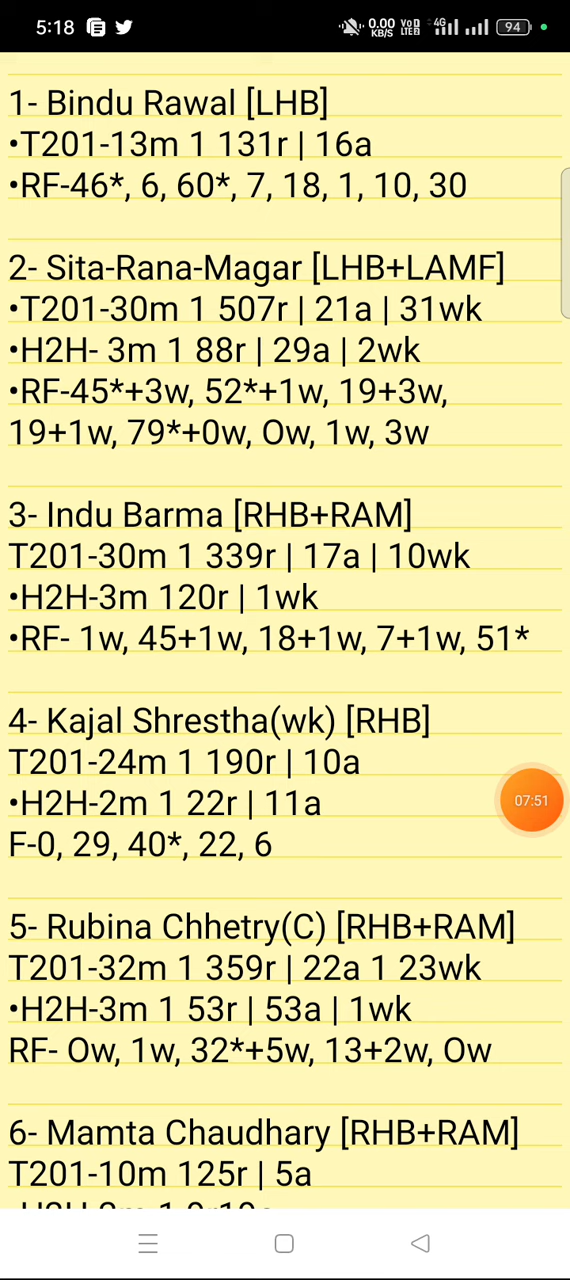 5:18 0.00 KB/S VoD LTE2 4G 94
1- Bindu Rawal [LHB]
•T201-13m 1 131r | 16a
•RF-46*, 6, 60*, 7, 18, 1, 10, 30
2- Sita-Rana-Magar [LHB+LAMF]
•T201-30m 1 507r | 21a | 31wk
•H2H- 3m 1 88r | 29a | 2wk
•RF-45*+3w, 52*+1w, 19+3w,
19+1w, 79*+0w, Ow, 1w, 3w
3- Indu Barma [RHB+RAM]
T201-30m 1 339r | 17a | 10wk
•H2H-3m 120r | 1wk
•RF- 1w, 45+1w, 18+1w, 7+1w, 51*
4- Kajal Shrestha(wk) [RHB]
T201-24m 1 190r | 10a
•H2H-2m 1 22r | 11a
07:51
F-0, 29, 40*, 22, 6
5- Rubina Chhetry(C) [RHB+RAM]
T201-32m 1 359r | 22a 1 23wk
•H2H-3m 1 53r | 53a | 1wk
RF- Ow, 1w, 32*+5w, 13+2w, Ow
6- Mamta Chaudhary [RHB+RAM]
T201-10m 125r | 5a